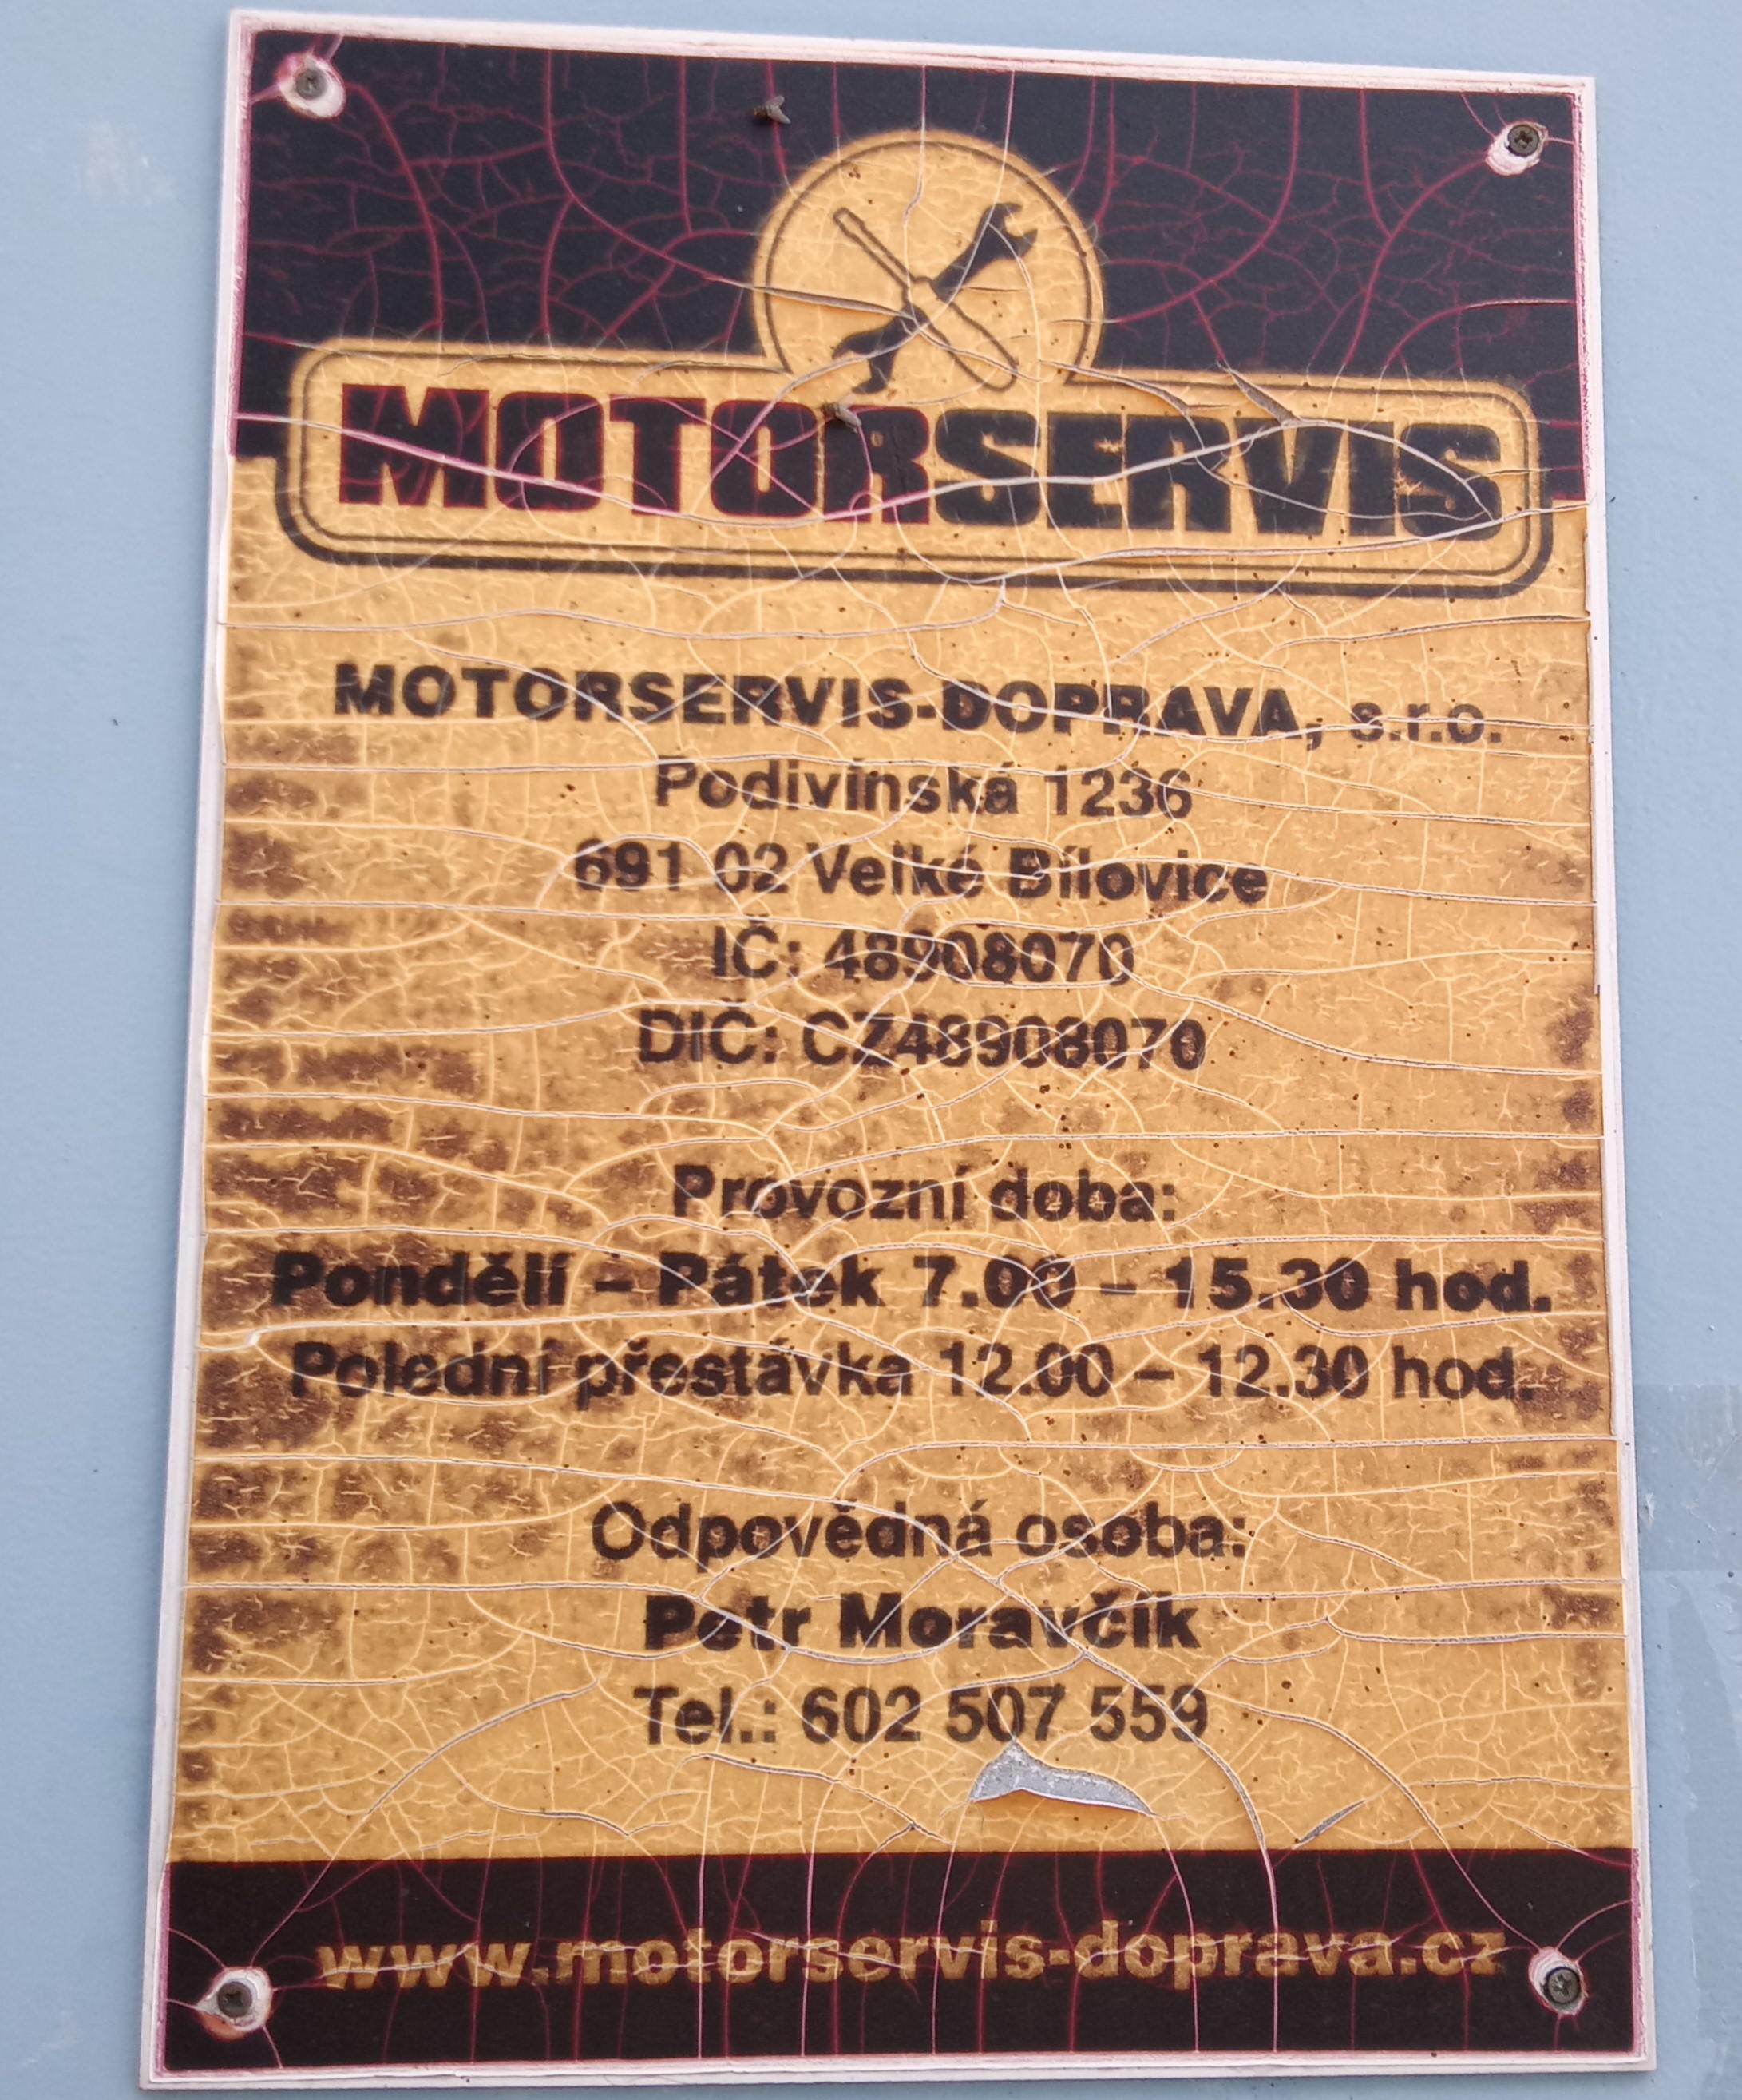 MOTORSERVIS
MOTORSERVIS-DOPRAVA, s.r.o.
Podivínská 1236
691 02 Velké Bílovice
IČ: 48908070
DIČ: CZ48908070
Provozní doba:
Pondělí – Pátek 7.00 – 15.30 hod.
Polední přestávka 12.00 – 12.30 hod.
Odpovědná osoba:
Petr Moravčík
Tel.: 602 507 559
www.motorservis-doprava.cz